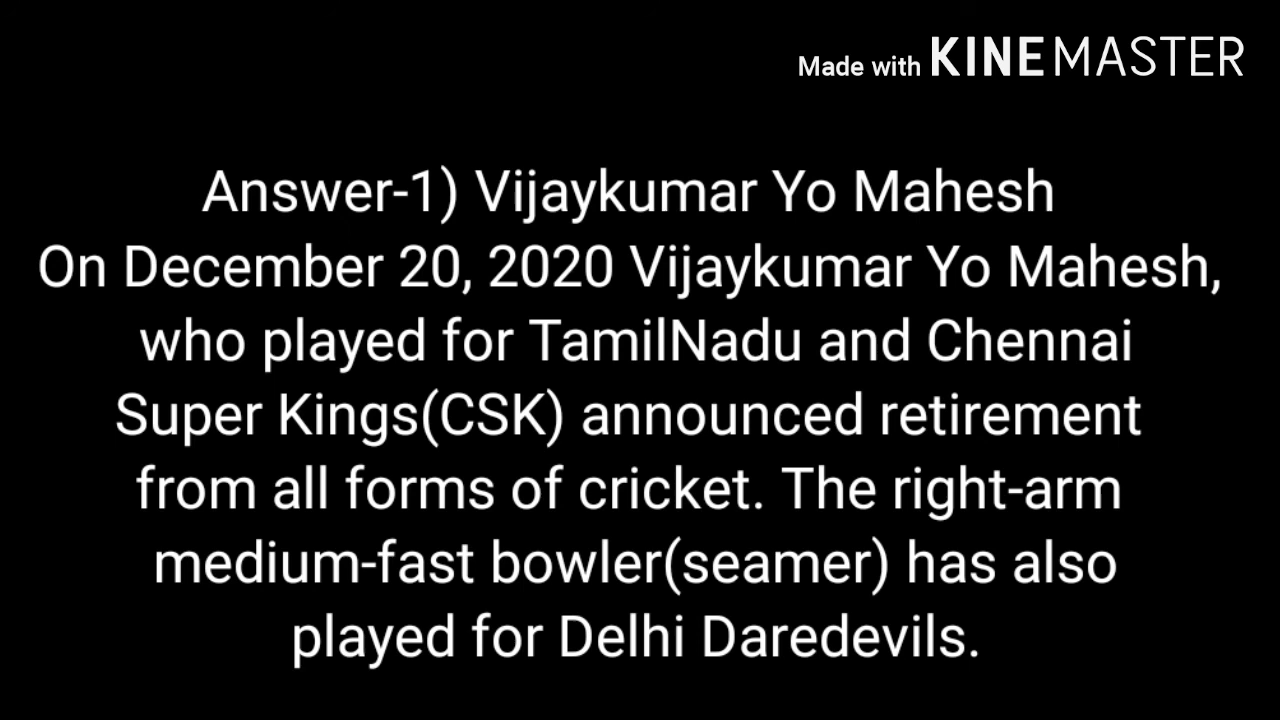 Made with KINEMASTER
Answer-1) Vijaykumar Yo Mahesh
On December 20, 2020 Vijaykumar Yo Mahesh,
who played for TamilNadu and Chennai
Super Kings(CSK) announced retirement
from all forms of cricket. The right-arm
medium-fast bowler(seamer) has also
played for Delhi Daredevils.